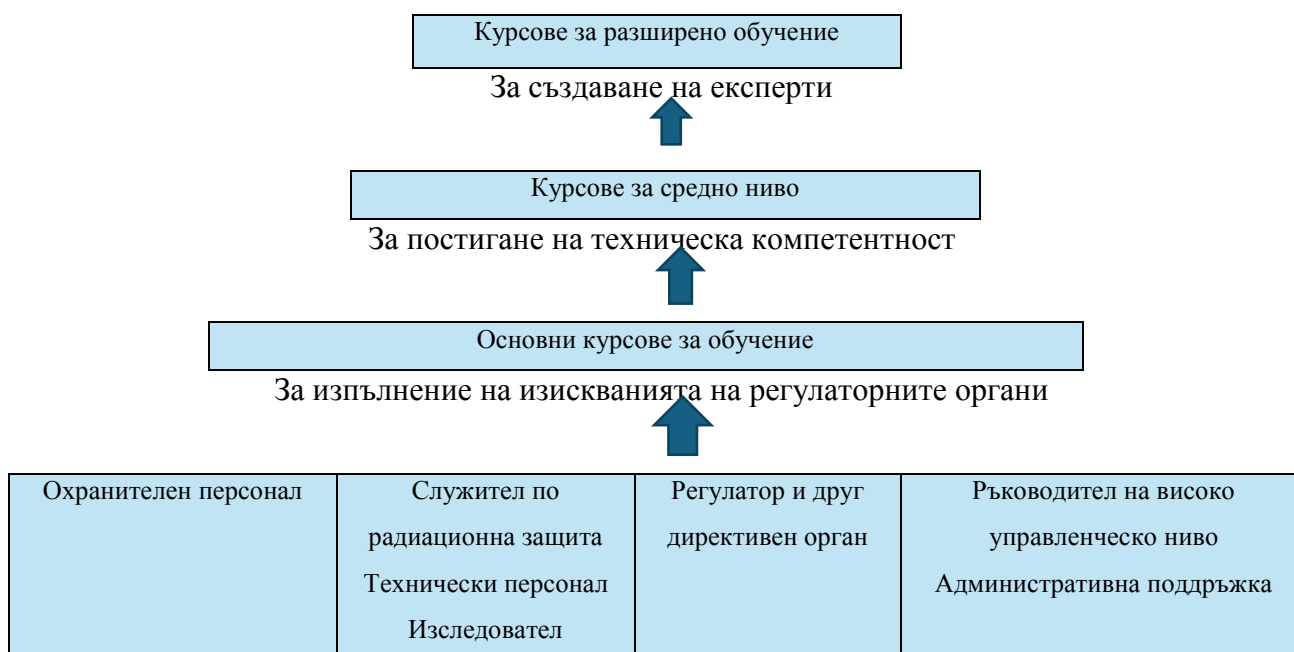 Курсове за разширено обучение
За създаване на експерти
Курсове за средно ниво
За постигане на техническа компетентност
Основни курсове за обучение
За изпълнение на изискванията на регулаторните органи
Охранителен персонал
Служител по
радиационна защита
Технически персонал
Изследовател
Регулатор и друг
директивен орган
Ръководител на високо
управленческо ниво
Административна поддръжка